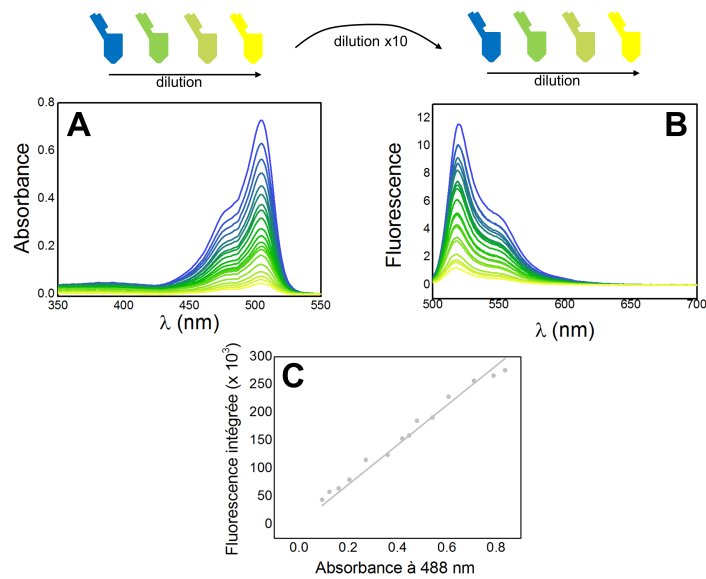 dilution x10
dilution
dilution
A
0.8
0.6
0.4
0.2
0.0
350 400 450 500 550
Absorbance
λ (nm)
B
12
10
8
6
4
2
0
500 550 600 650 700
Fluorescence
λ (nm)
C
300
250
200
150
100
50
0
0.0 0.2 0.4 0.6 0.8
Fluorescence intégrée (x 10³)
Absorbance à 488 nm